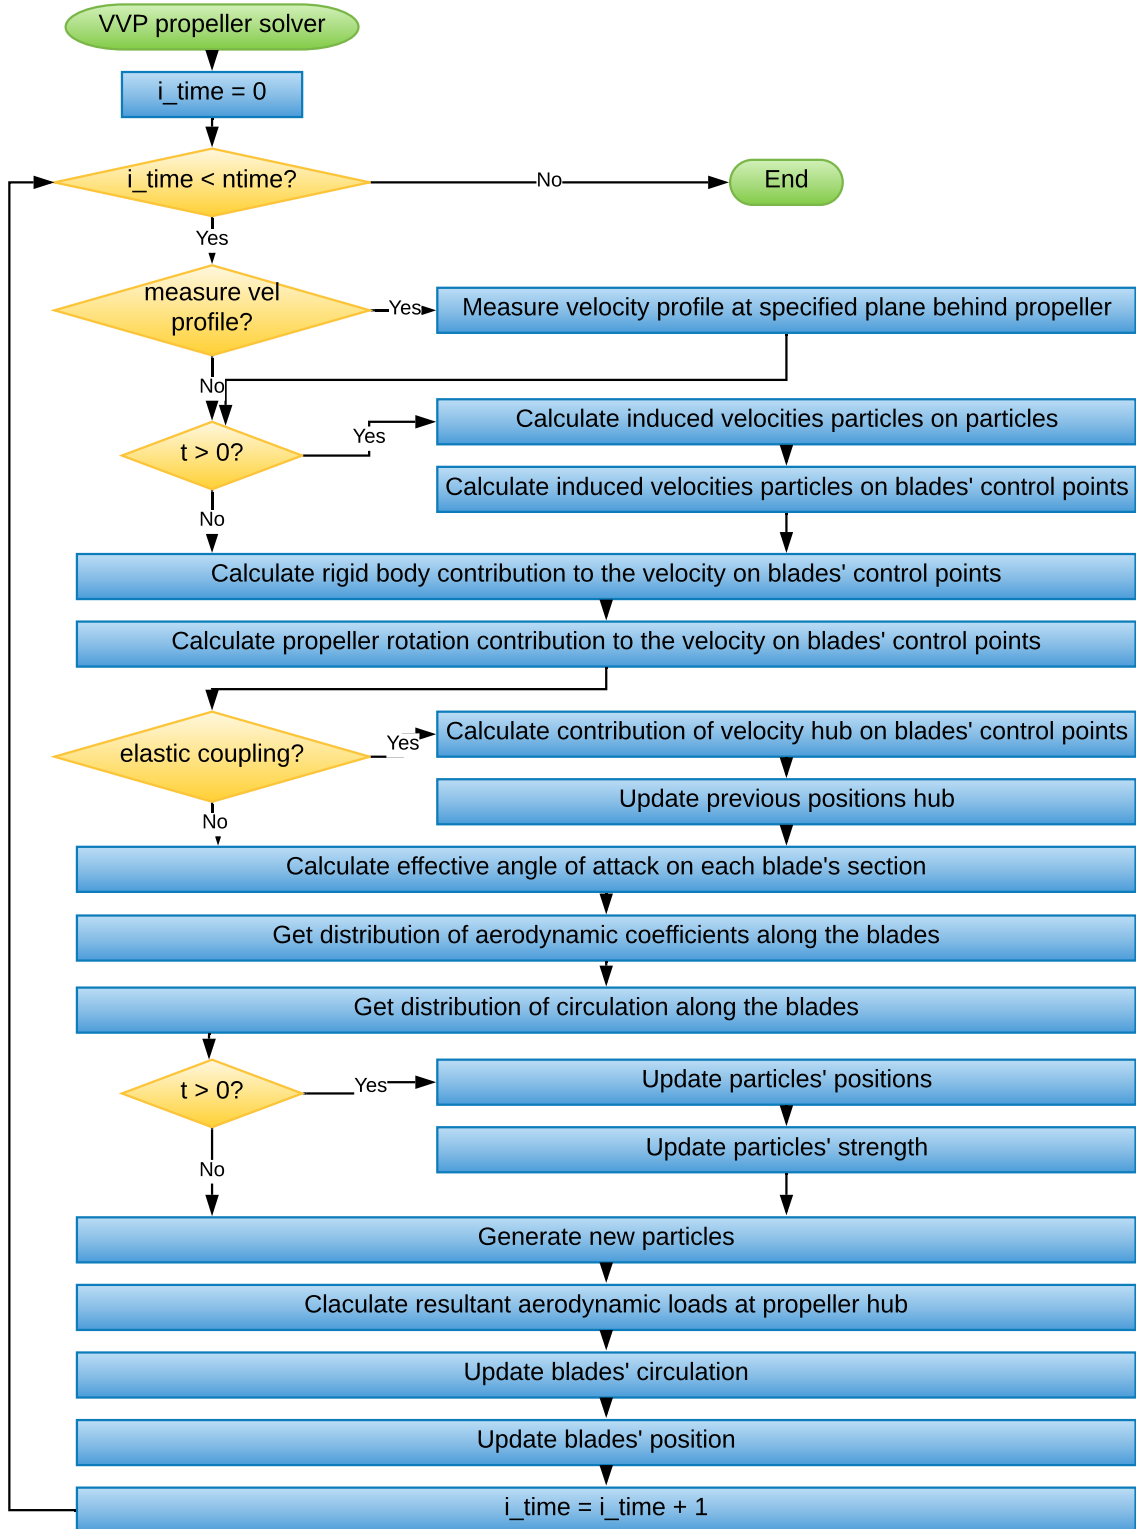 VVP propeller solver
i_time = 0
i_time < ntime?
No
End
Yes
measure vel
profile?
Yes
Measure velocity profile at specified plane behind propeller
No
t > 0?
Yes
Calculate induced velocities particles on particles
Calculate induced velocities particles on blades' control points
No
Calculate rigid body contribution to the velocity on blades' control points
Calculate propeller rotation contribution to the velocity on blades' control points
elastic coupling?
Yes
Calculate contribution of velocity hub on blades' control points
Update previous positions hub
No
Calculate effective angle of attack on each blade's section
Get distribution of aerodynamic coefficients along the blades
Get distribution of circulation along the blades
t > 0?
Yes
Update particles' positions
Update particles' strength
No
Generate new particles
Claculate resultant aerodynamic loads at propeller hub
Update blades' circulation
Update blades' position
i_time = i_time + 1